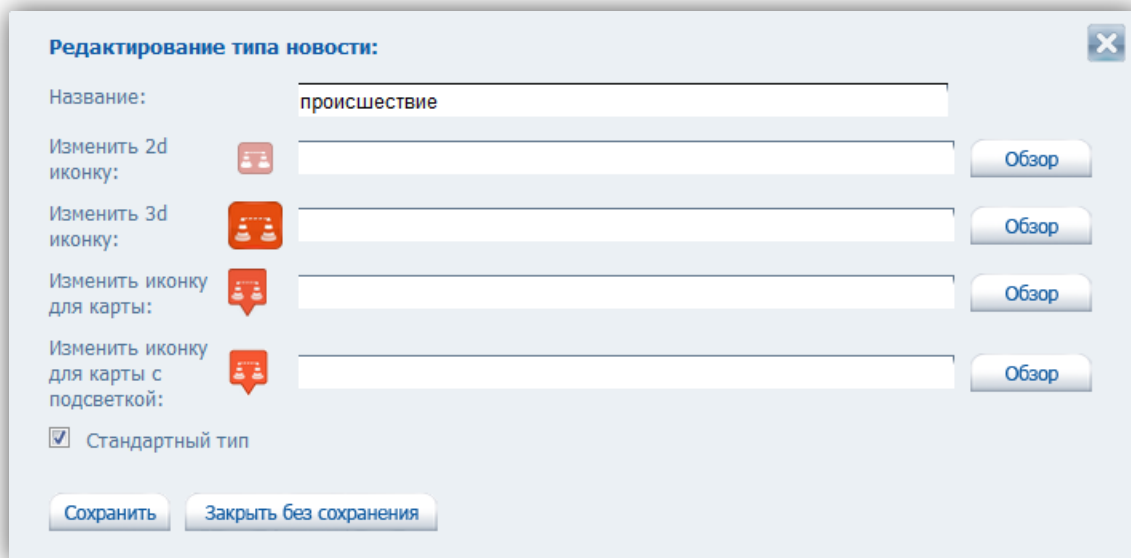 Редактирование типа новости:
Название:
происшествие
Изменить 2d
иконку:
Обзор
Изменить 3d
иконку:
Обзор
Изменить иконку
для карты:
Обзор
Изменить иконку
для карты с
подсветкой:
Обзор
Стандартный тип
Сохранить
Закрыть без сохранения